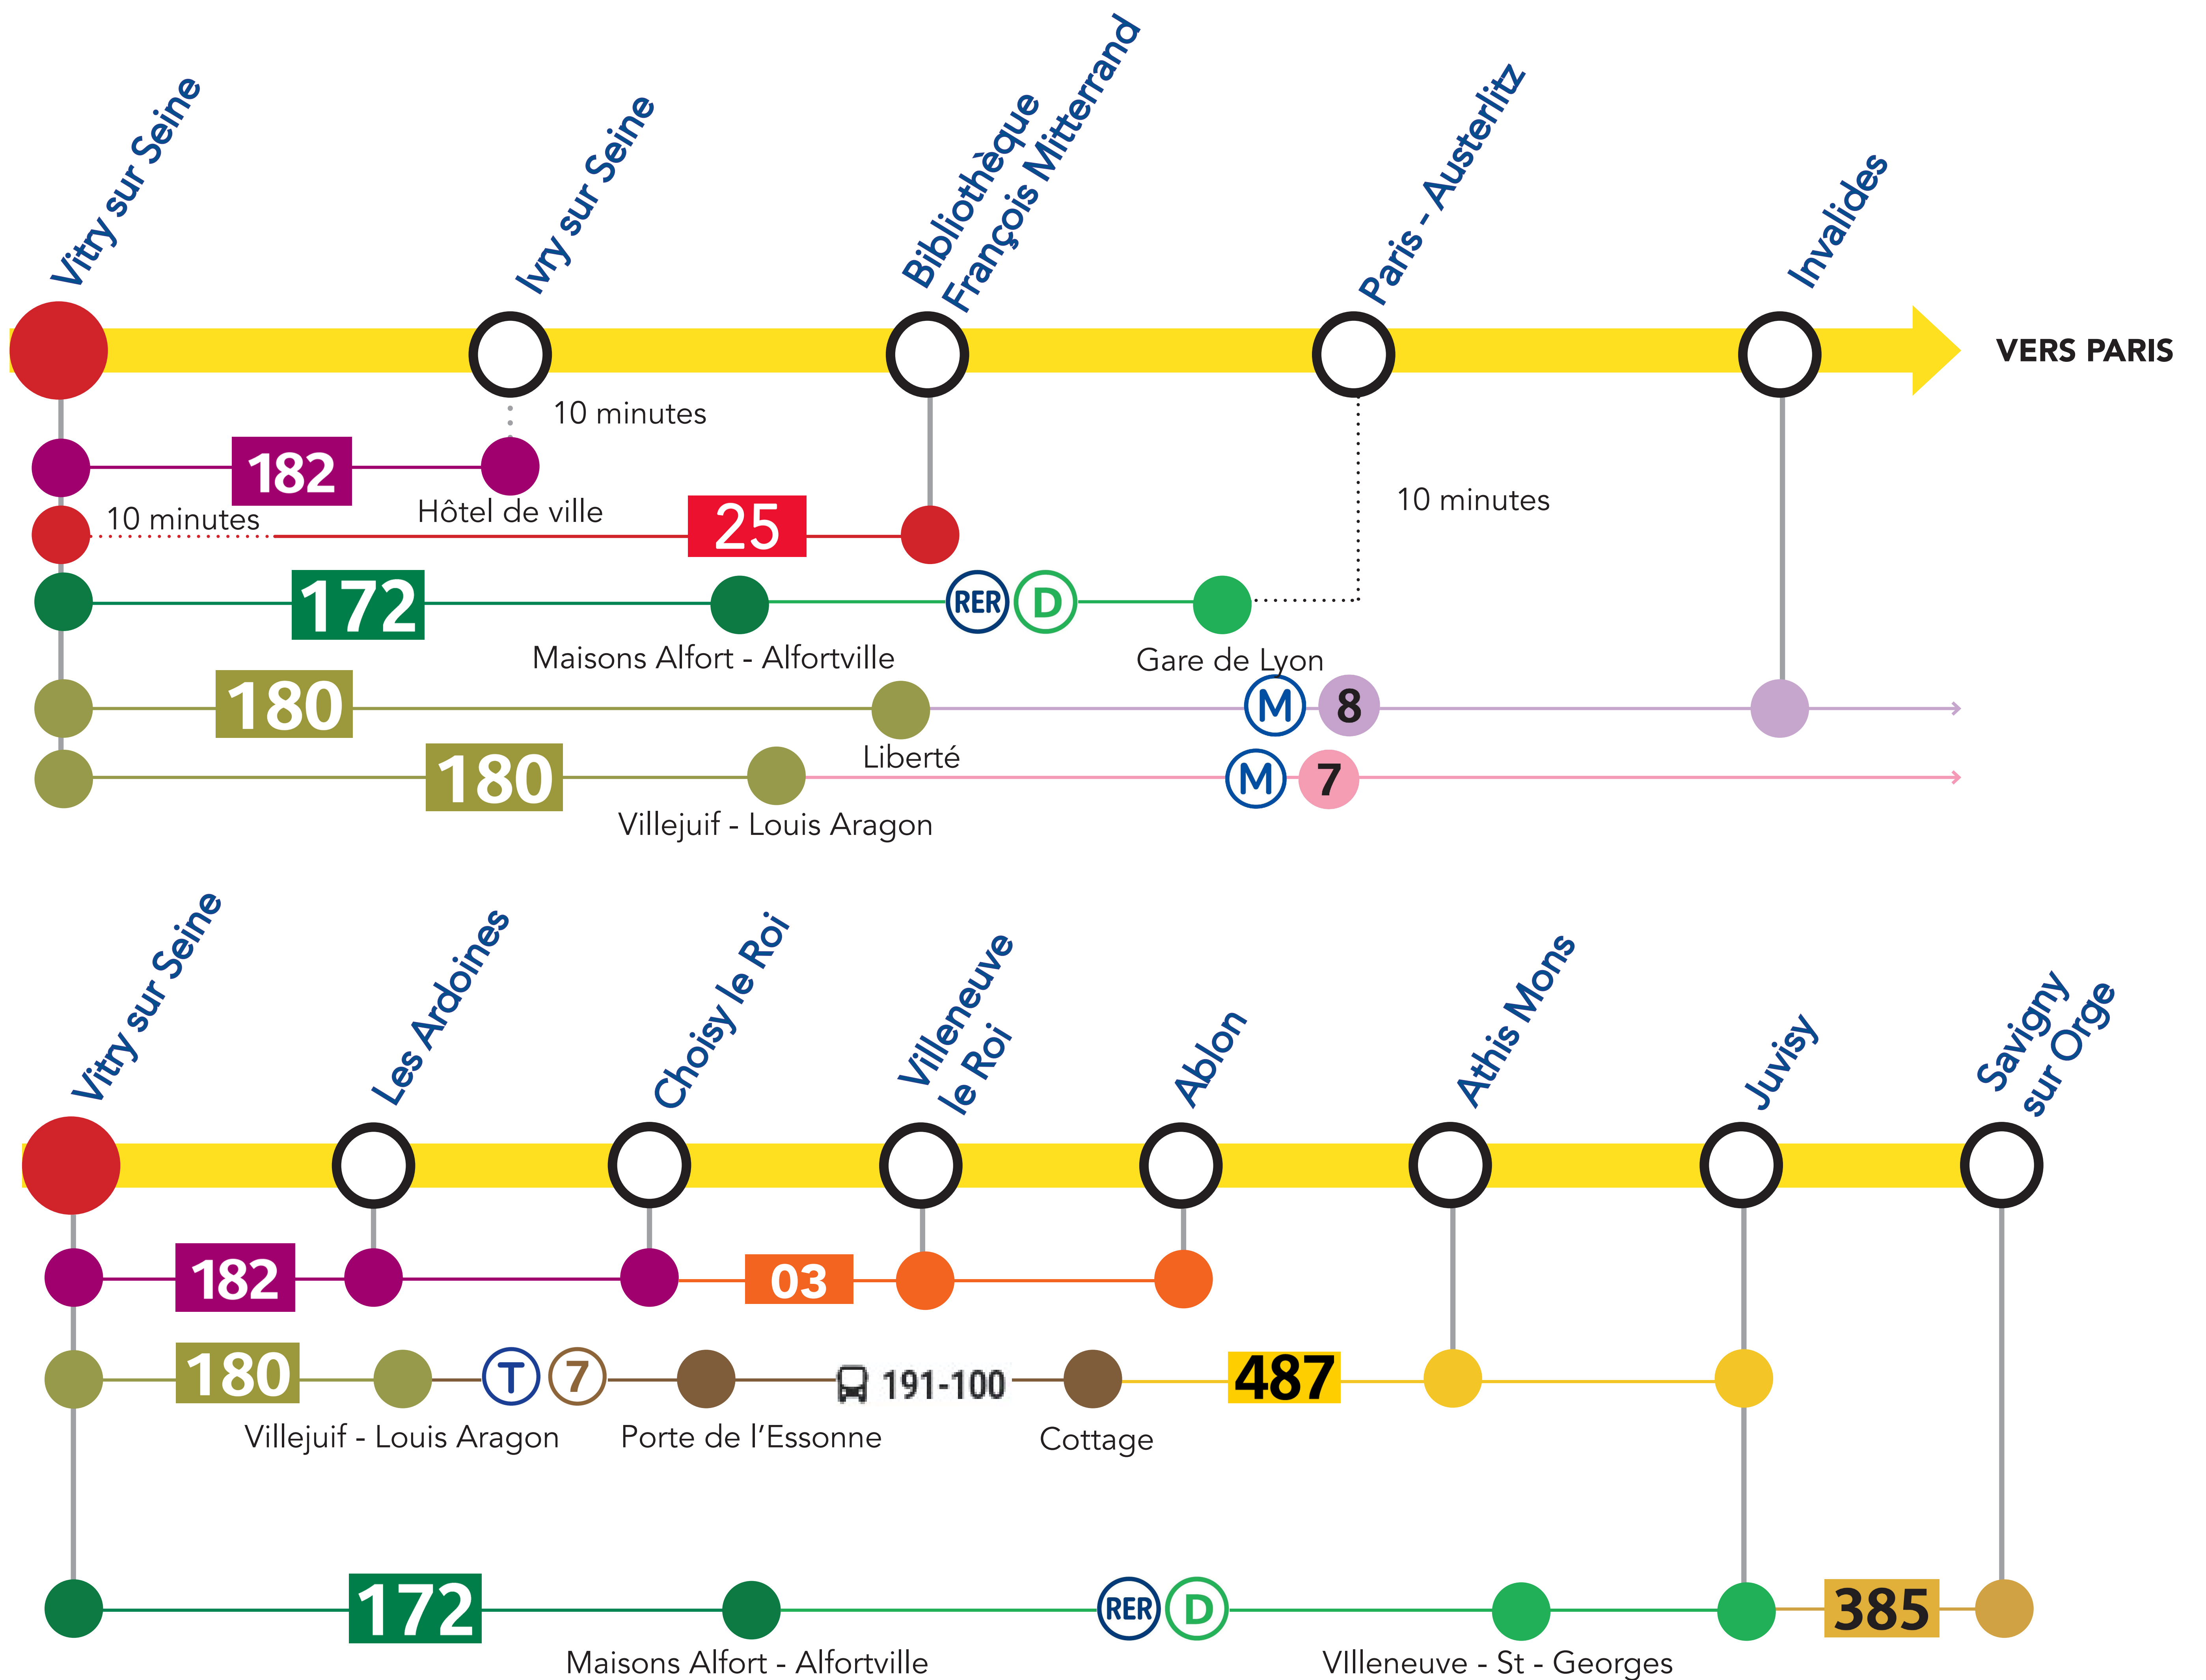 Vitry sur Seine
Ivry sur Seine
Bibliothèque
François Mitterrand
Paris - Austerlitz
Invalides
VERS PARIS
10 minutes
182
Hôtel de ville
10 minutes
25
10 minutes
172
Maisons Alfort - Alfortville
RER D
Gare de Lyon
180
Liberté
M 8
180
Villejuif - Louis Aragon
M 7
Vitry sur Seine
Les Ardoines
Choisy le Roi
Villeneuve
le Roi
Ablon
Athis Mons
Juvisy
Savigny
sur Orge
182
03
180
Villejuif - Louis Aragon
T 7
Porte de l'Essonne
191-100
Cottage
487
172
Maisons Alfort - Alfortville
RER D
VIlleneuve - St - Georges
385